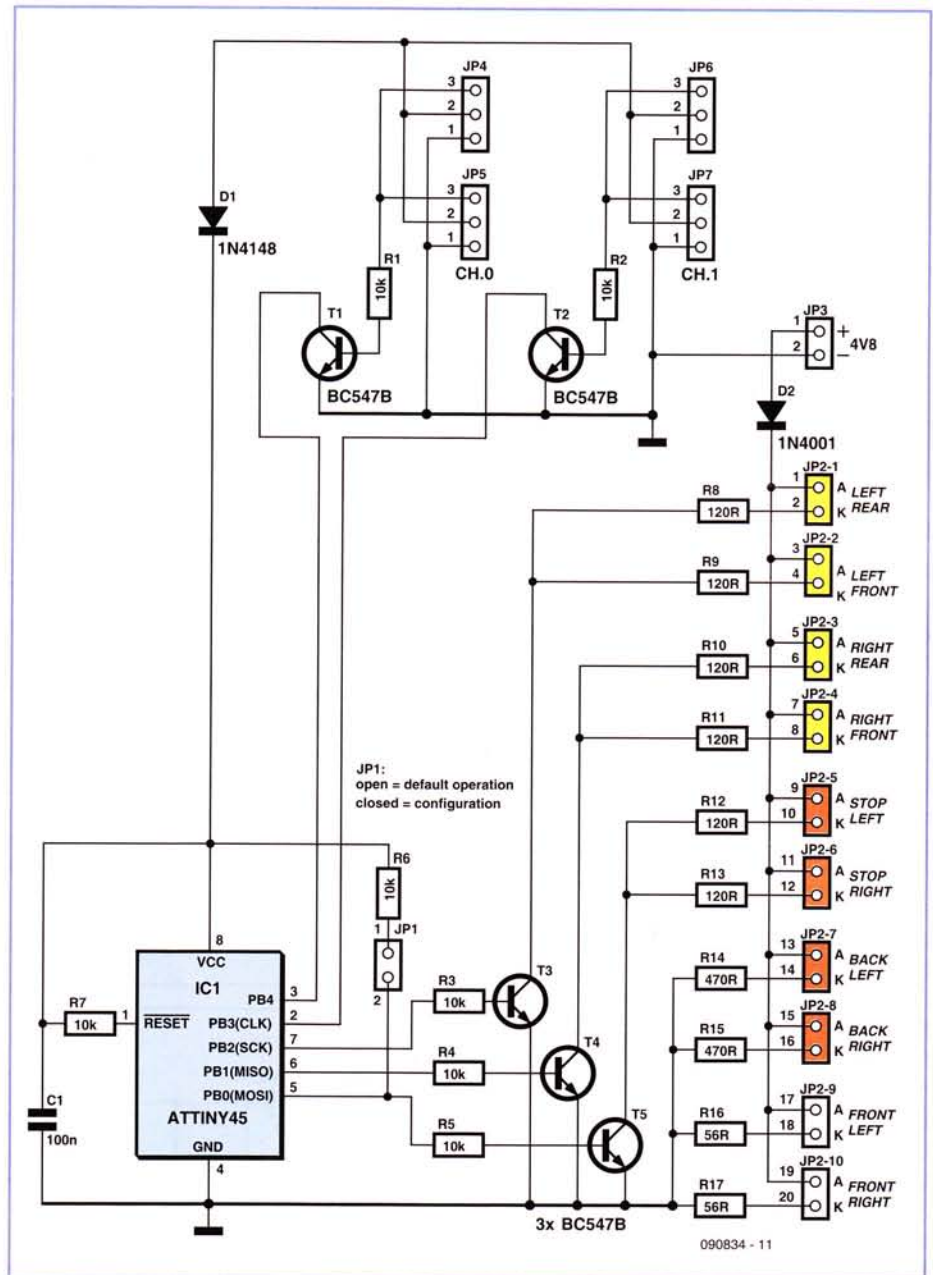 JP4
3
2
1
JP6
3
2
1
JP5
3
2
1
CH.0
JP7
3
2
1
CH.1
D1
1N4148
R1
10k
R2
10k
T1
BC547B
T2
BC547B
JP3
1 +
4V8
2 –
D2
1N4001
JP2-1
1 A LEFT
2 K REAR
R8
120R
JP2-2
3 A LEFT
4 K FRONT
R9
120R
JP2-3
5 A RIGHT
6 K REAR
R10
120R
JP2-4
7 A RIGHT
8 K FRONT
R11
120R
JP1:
open = default operation
closed = configuration
JP2-5
9 A STOP
10 K LEFT
R12
120R
JP2-6
11 A STOP
12 K RIGHT
R13
120R
R6
10k
1 JP1
2
JP2-7
13 A BACK
14 K LEFT
R14
470R
JP2-8
15 A BACK
16 K RIGHT
R15
470R
JP2-9
17 A FRONT
18 K LEFT
R16
56R
JP2-10
19 A FRONT
20 K RIGHT
R17
56R
8
VCC
IC1
R7
10k
1 RESET
PB4 3
PB3(CLK) 2
PB2(SCK) 7
PB1(MISO) 6
PB0(MOSI) 5
ATTINY45
GND
4
C1
100n
R3
10k
T3
R4
10k
T4
R5
10k
T5
3x BC547B
090834 - 11